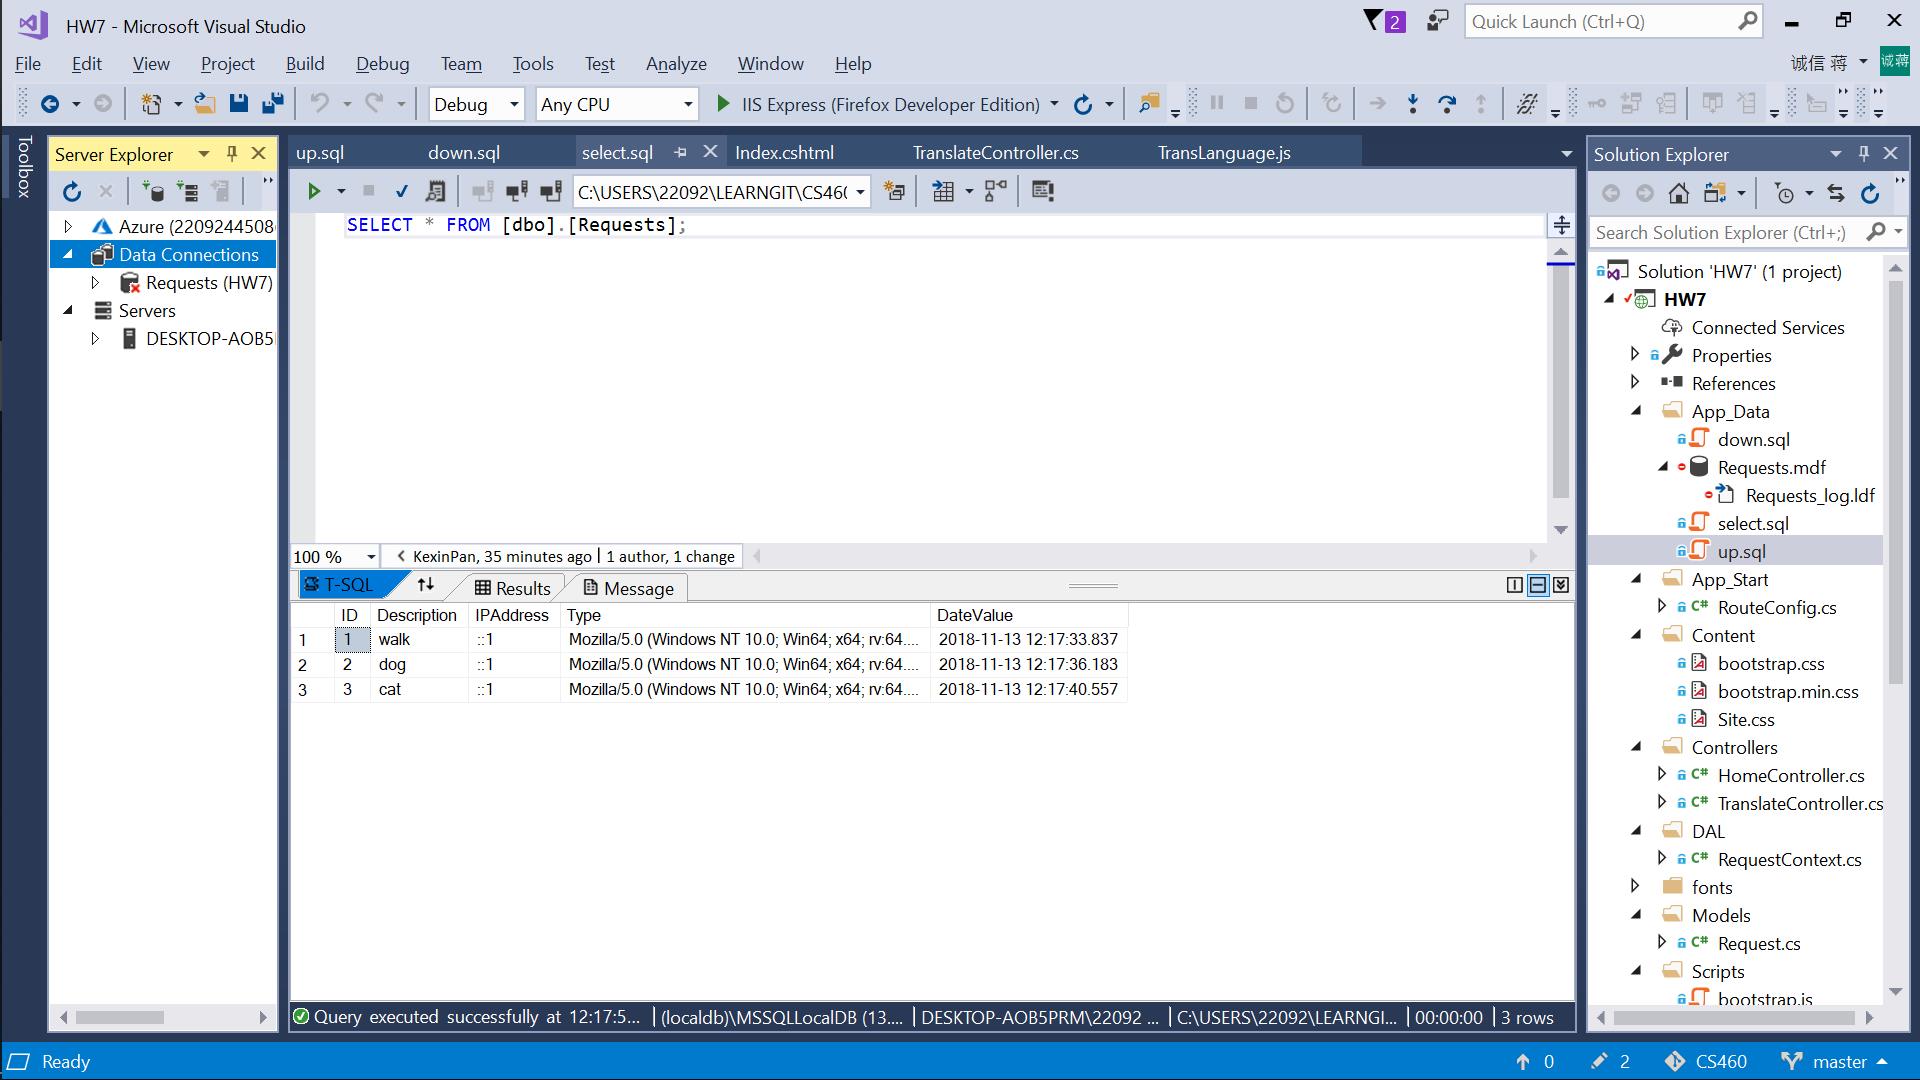 HW7 - Microsoft Visual Studio
2
Quick Launch (Ctrl+Q)
File Edit View Project Build Debug Team Tools Test Analyze Window Help
诚信 蒋
诚蒋
Debug
Any CPU
IIS Express (Firefox Developer Edition)
Toolbox
Server Explorer
Azure (2209244508
Data Connections
Requests (HW7)
Servers
DESKTOP-AOB5
up.sql down.sql select.sql Index.cshtml TranslateController.cs TransLanguage.js
C:\USERS\22092\LEARNGIT\CS460
SELECT * FROM [dbo].[Requests];
100 %
KexinPan, 35 minutes ago | 1 author, 1 change
T-SQL Results Message
ID Description IPAddress Type DateValue
1 1 walk ::1 Mozilla/5.0 (Windows NT 10.0; Win64; x64; rv:64.... 2018-11-13 12:17:33.837
2 2 dog ::1 Mozilla/5.0 (Windows NT 10.0; Win64; x64; rv:64.... 2018-11-13 12:17:36.183
3 3 cat ::1 Mozilla/5.0 (Windows NT 10.0; Win64; x64; rv:64.... 2018-11-13 12:17:40.557
Query executed successfully at 12:17:5... | (localdb)\MSSQLLocalDB (13.... | DESKTOP-AOB5PRM\22092 ... | C:\USERS\22092\LEARNGI... | 00:00:00 | 3 rows
Solution Explorer
Search Solution Explorer (Ctrl+;)
Solution 'HW7' (1 project)
HW7
Connected Services
Properties
References
App_Data
down.sql
Requests.mdf
Requests_log.ldf
select.sql
up.sql
App_Start
C# RouteConfig.cs
Content
bootstrap.css
bootstrap.min.css
Site.css
Controllers
C# HomeController.cs
C# TranslateController.cs
DAL
C# RequestContext.cs
fonts
Models
C# Request.cs
Scripts
bootstrap.js
Ready
0
2
CS460
master